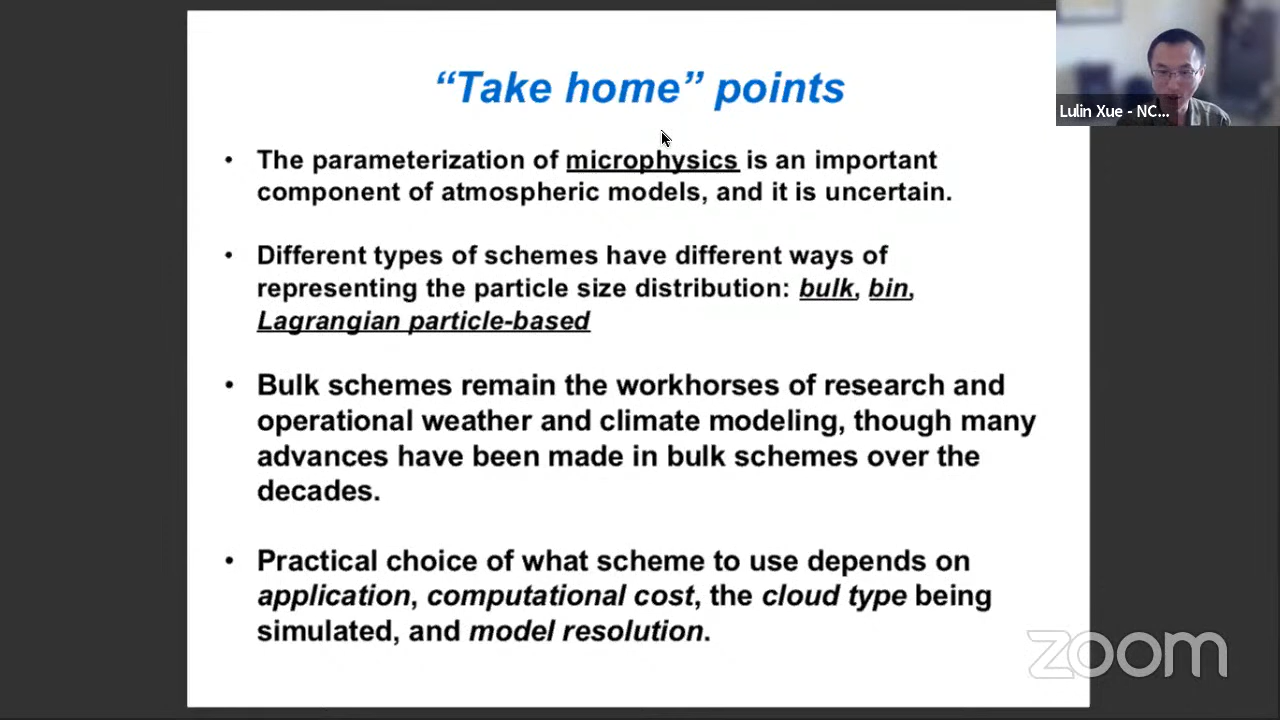 “Take home” points
Lulin Xue - NC...
• The parameterization of microphysics is an important
component of atmospheric models, and it is uncertain.
• Different types of schemes have different ways of
representing the particle size distribution: bulk, bin,
Lagrangian particle-based
• Bulk schemes remain the workhorses of research and
operational weather and climate modeling, though many
advances have been made in bulk schemes over the
decades.
• Practical choice of what scheme to use depends on
application, computational cost, the cloud type being
simulated, and model resolution.
zoom